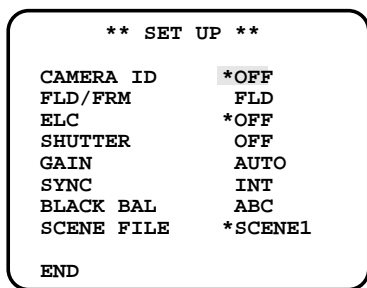 ** SET UP **
CAMERA ID *OFF
FLD/FRM FLD
ELC *OFF
SHUTTER OFF
GAIN AUTO
SYNC INT
BLACK BAL ABC
SCENE FILE *SCENE1
END